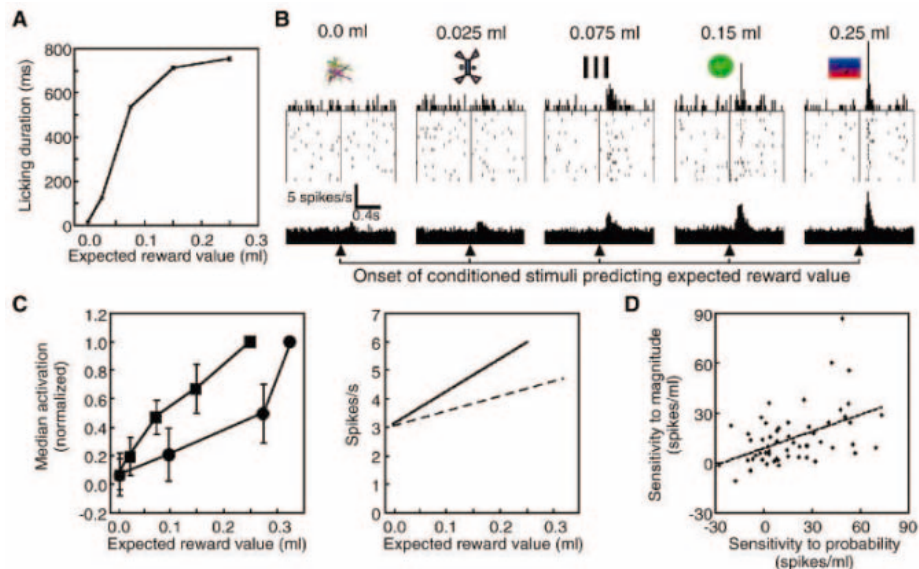 A
Licking duration (ms)
800
600
400
200
0
0.0 0.1 0.2 0.3
Expected reward value (ml)
B
0.0 ml 0.025 ml 0.075 ml 0.15 ml 0.25 ml
5 spikes/s
0.4s
Onset of conditioned stimuli predicting expected reward value
C
Median activation
(normalized)
1.2
1.0
0.8
0.6
0.4
0.2
0.0
-0.2
0.0 0.1 0.2 0.3
Expected reward value (ml)
Spikes/s
7
6
5
4
3
2
1
0
0.0 0.1 0.2 0.3
Expected reward value (ml)
D
Sensitivity to magnitude
(spikes/ml)
90
60
30
0
-30
-30 0 30 60 90
Sensitivity to probability
(spikes/ml)